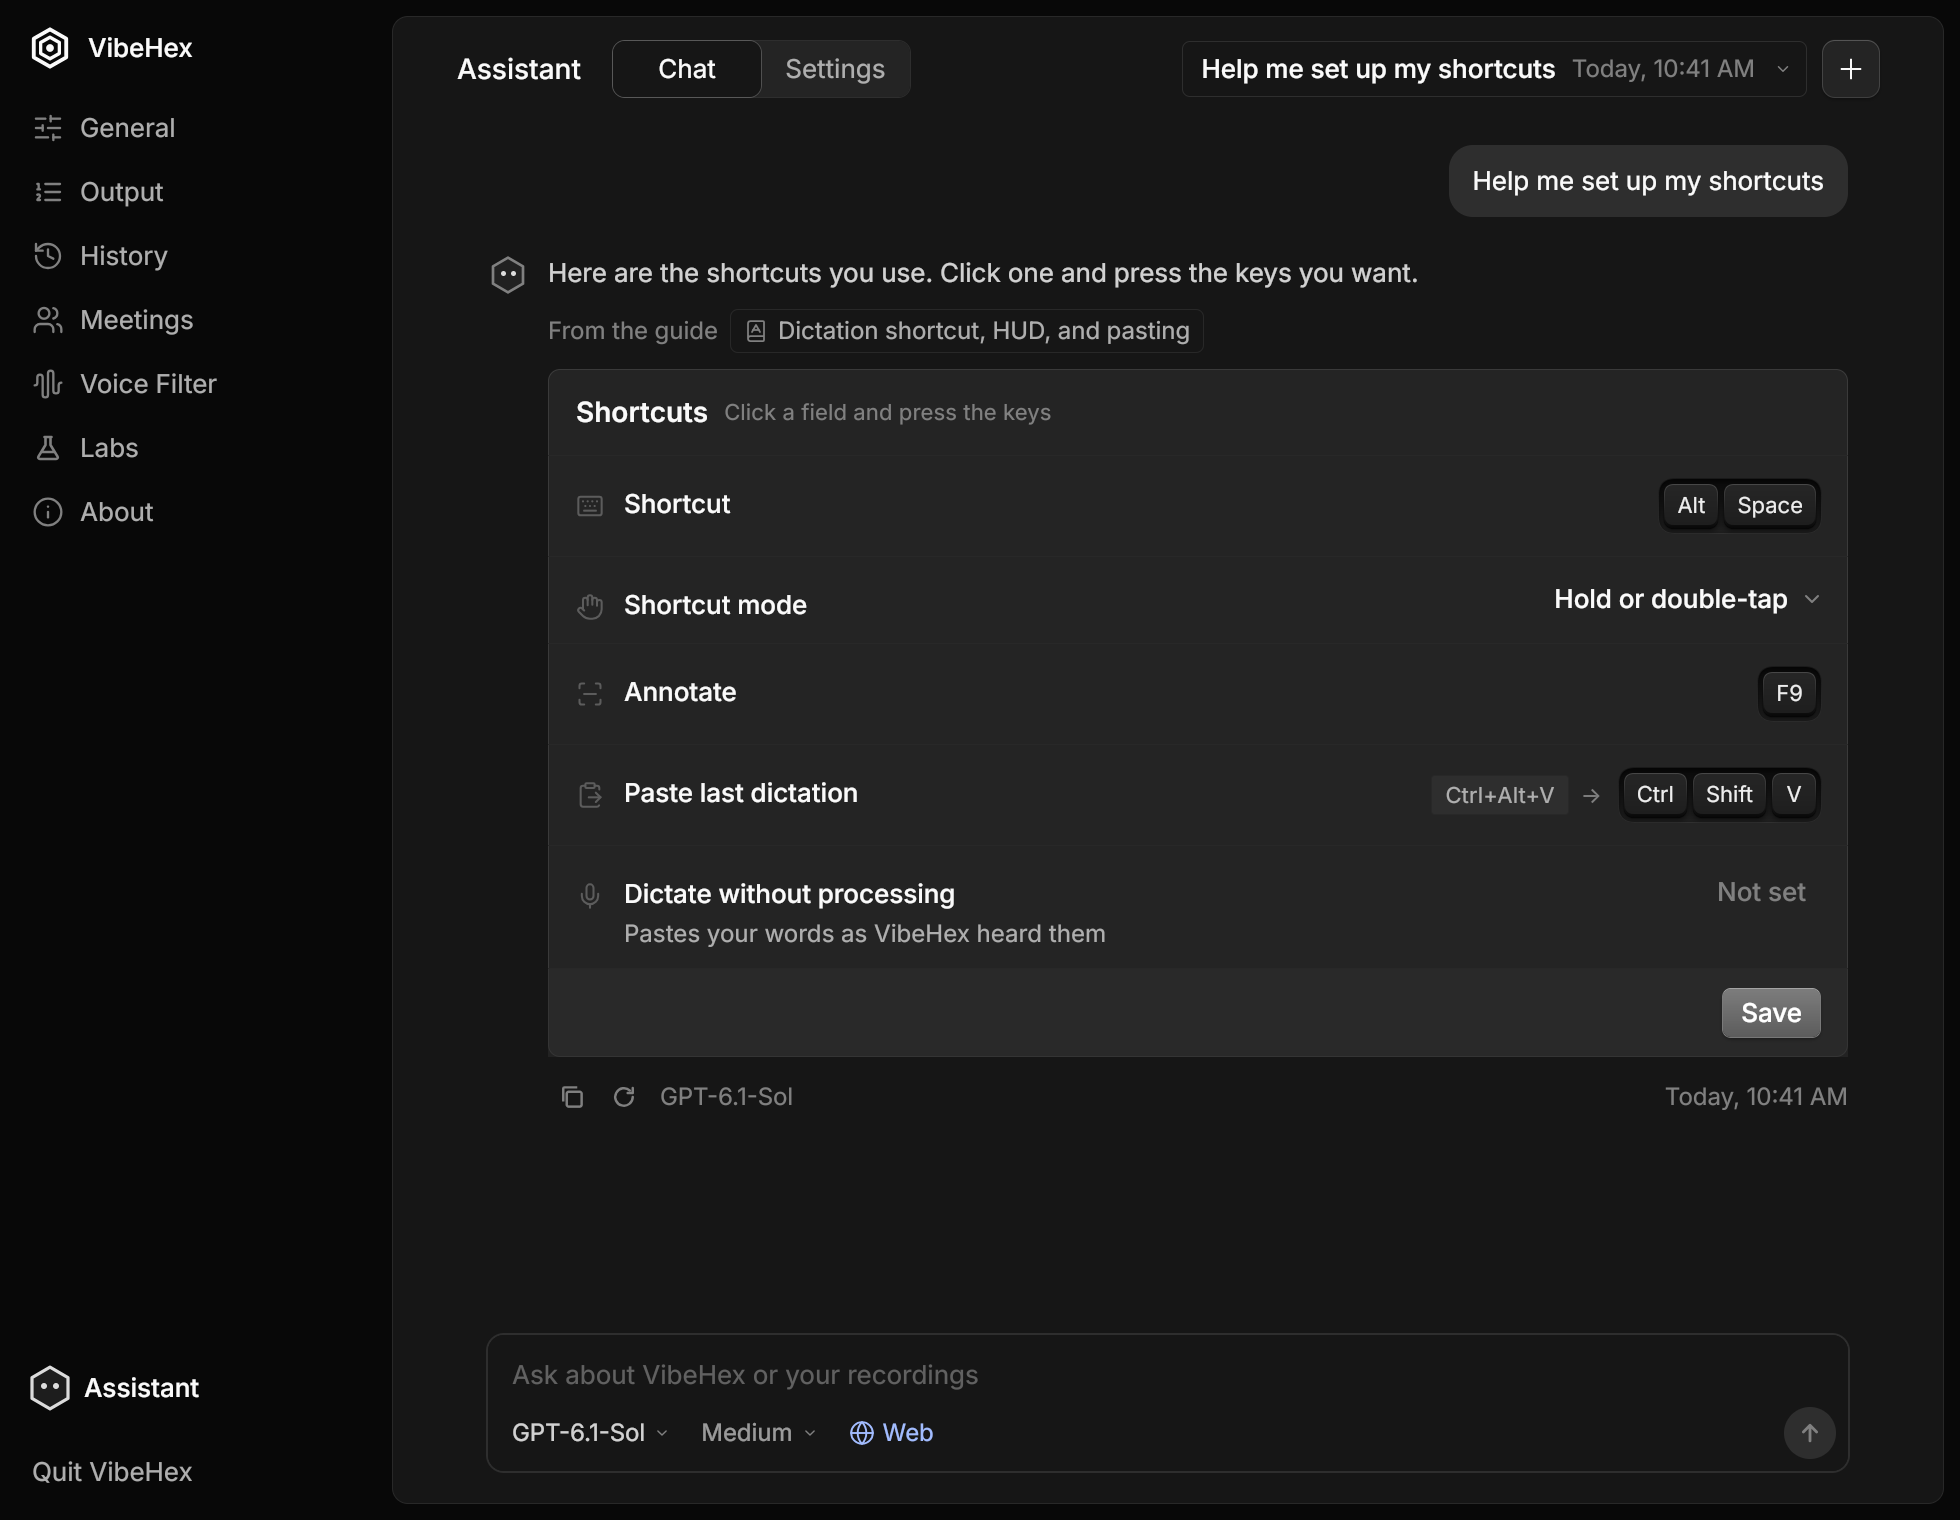 VibeHex
General
Output
History
Meetings
Voice Filter
Labs
About
Assistant
Quit VibeHex
Assistant
Chat
Settings
Help me set up my shortcuts Today, 10:41 AM
Help me set up my shortcuts
Here are the shortcuts you use. Click one and press the keys you want.
From the guide Dictation shortcut, HUD, and pasting
Shortcuts Click a field and press the keys
Shortcut Alt Space
Shortcut mode Hold or double-tap
Annotate F9
Paste last dictation Ctrl+Alt+V → Ctrl Shift V
Dictate without processing Not set
Pastes your words as VibeHex heard them
Save
GPT-6.1-Sol Today, 10:41 AM
Ask about VibeHex or your recordings
GPT-6.1-Sol Medium Web